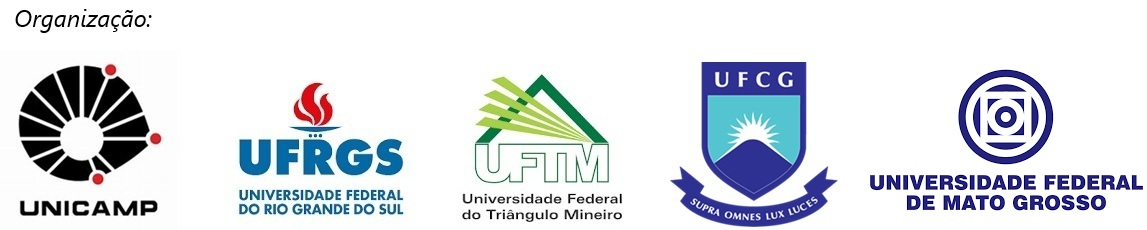 Organização:
UNICAMP
UFRGS
UNIVERSIDADE FEDERAL
DO RIO GRANDE DO SUL
UFTM
Universidade Federal
do Triângulo Mineiro
UFCG
SUPRA OMNES LUX LUCES
UNIVERSIDADE FEDERAL
DE MATO GROSSO